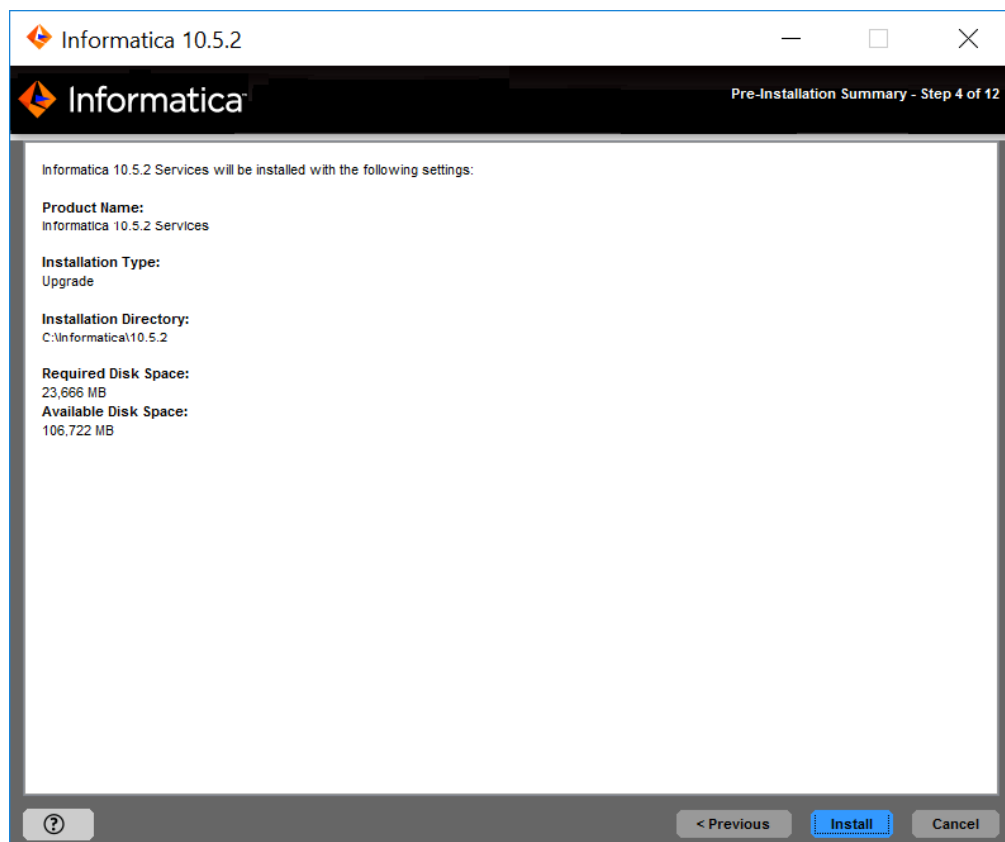 Informatica 10.5.2
Informatica
Pre-Installation Summary - Step 4 of 12
Informatica 10.5.2 Services will be installed with the following settings:
Product Name:
Informatica 10.5.2 Services
Installation Type:
Upgrade
Installation Directory:
C:\Informatica\10.5.2
Required Disk Space:
23,666 MB
Available Disk Space:
106,722 MB
? < Previous Install Cancel